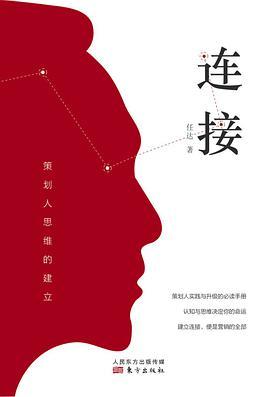 连接
任达 著
策划人思维的建立
策划人实践与升级的必读手册
认知与思维决定你的命运
建立连接，便是营销的全部
人民东方出版传媒
東方出版社